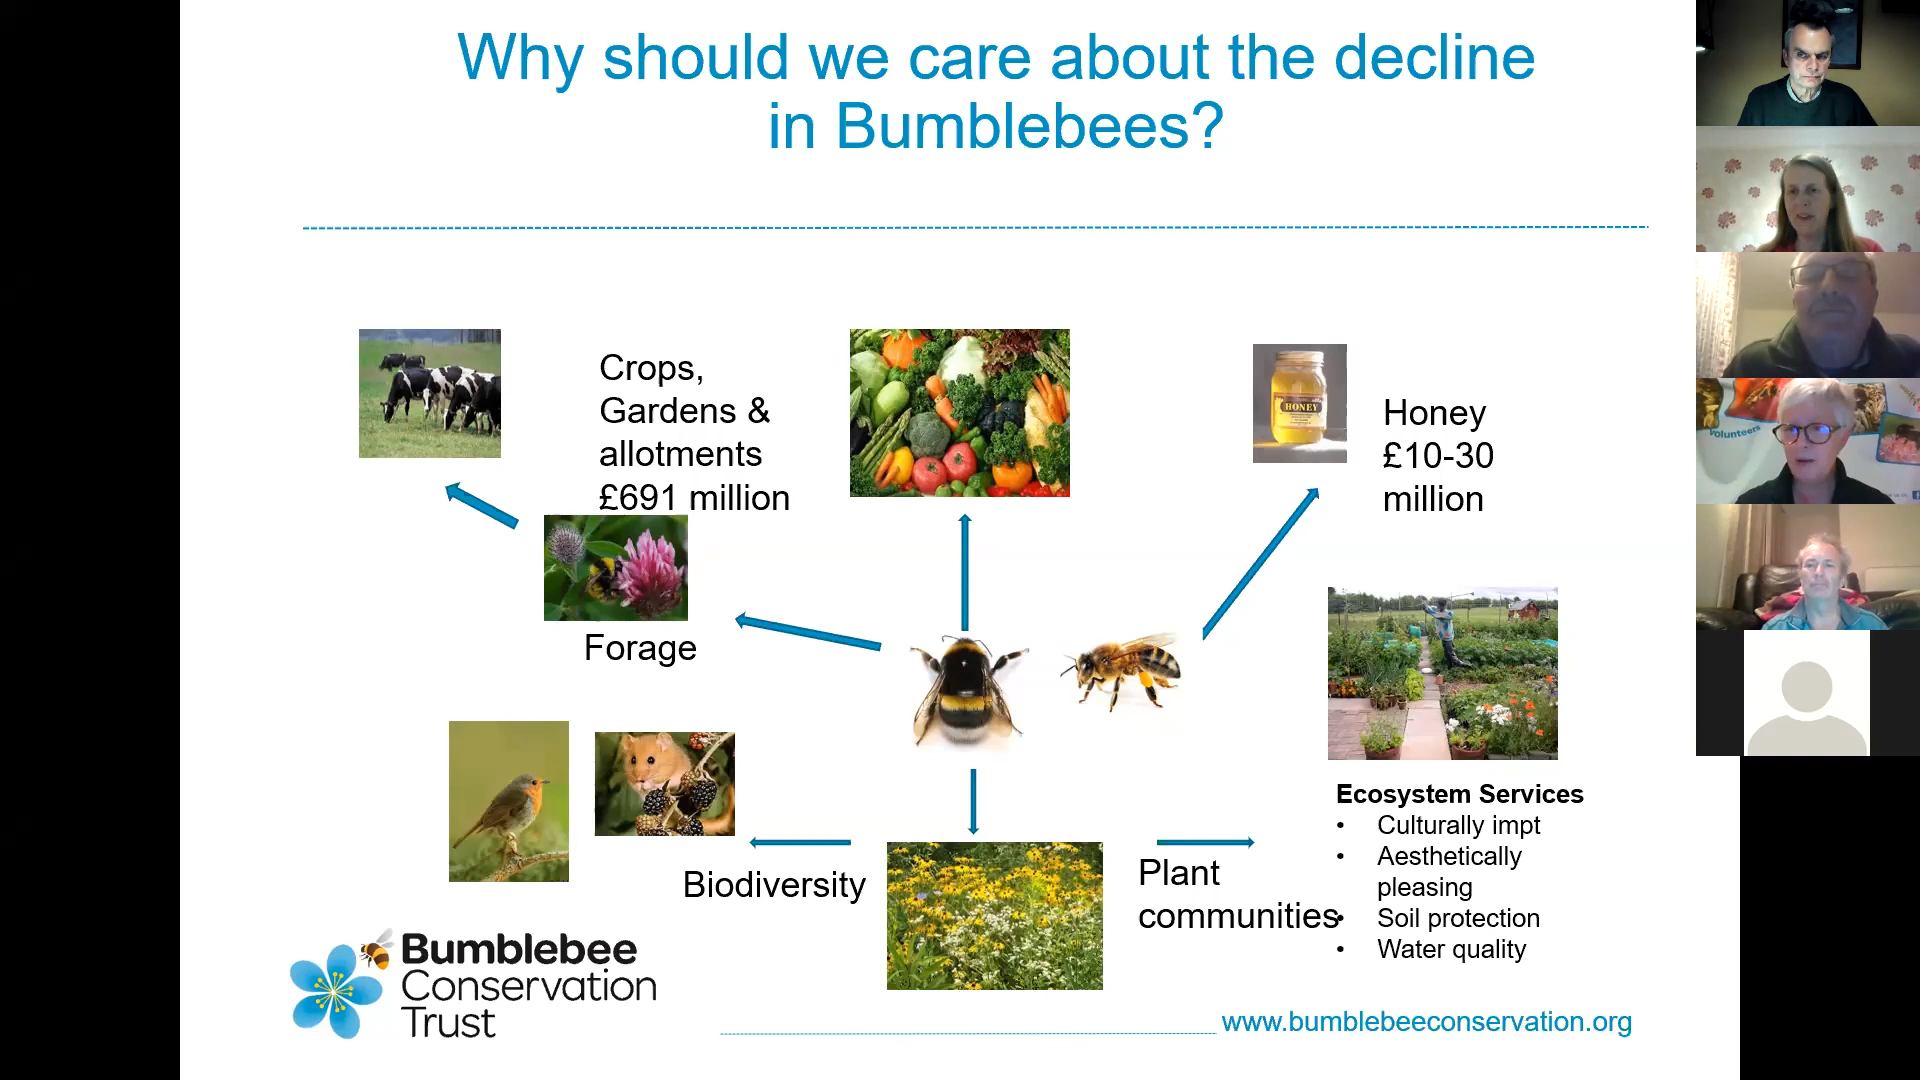 Why should we care about the decline
in Bumblebees?
Crops,
Gardens &
allotments
£691 million
HONEY
Honey
£10-30
million
volunteers
Forage
Biodiversity
Plant
communities
Ecosystem Services
• Culturally impt
• Aesthetically
pleasing
• Soil protection
• Water quality
Bumblebee
Conservation
Trust
www.bumblebeeconservation.org